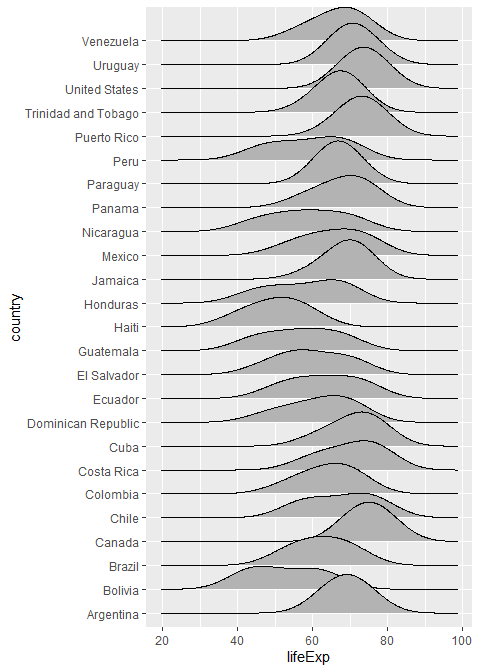 Venezuela
Uruguay
United States
Trinidad and Tobago
Puerto Rico
Peru
Paraguay
Panama
Nicaragua
Mexico
Jamaica
Honduras
Haiti
Guatemala
El Salvador
Ecuador
Dominican Republic
Cuba
Costa Rica
Colombia
Chile
Canada
Brazil
Bolivia
Argentina
country
20 40 60 80 100
lifeExp